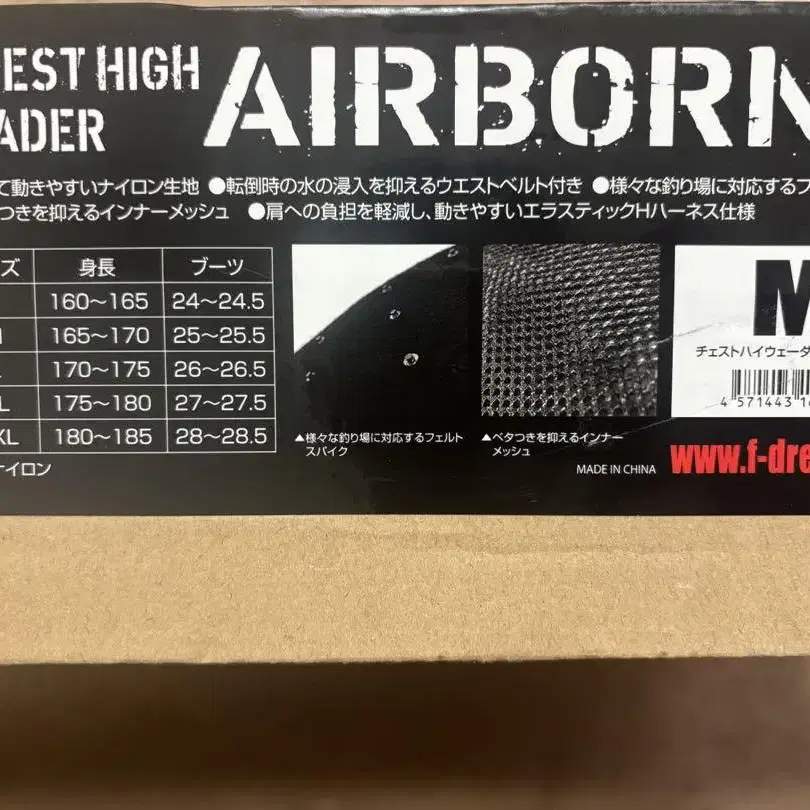 EST HIGH
ADER
AIRBORN
て動きやすいナイロン生地 ●転倒時の水の浸入を抑えるウエストベルト付き ●様々な釣り場に対応するフ
つきを抑えるインナーメッシュ ●肩への負担を軽減し、動きやすいエラスティックHハーネス仕様
ズ 身長 ブーツ
160〜165 24〜24.5
165〜170 25〜25.5
170〜175 26〜26.5
L 175〜180 27〜27.5
XL 180〜185 28〜28.5
ナイロン
▲様々な釣り場に対応するフェルト
スパイク
▲ベタつきを抑えるインナー
メッシュ
MADE IN CHINA
M
チェストハイウェーダ
4 571443 1
www.f-dre